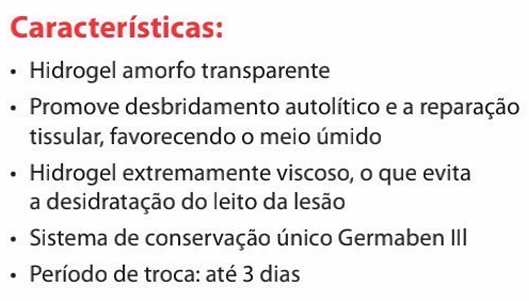 Características:
• Hidrogel amorfo transparente
• Promove desbridamento autolítico e a reparação
tissular, favorecendo o meio úmido
• Hidrogel extremamente viscoso, o que evita
a desidratação do leito da lesão
• Sistema de conservação único Germaben III
• Período de troca: até 3 dias